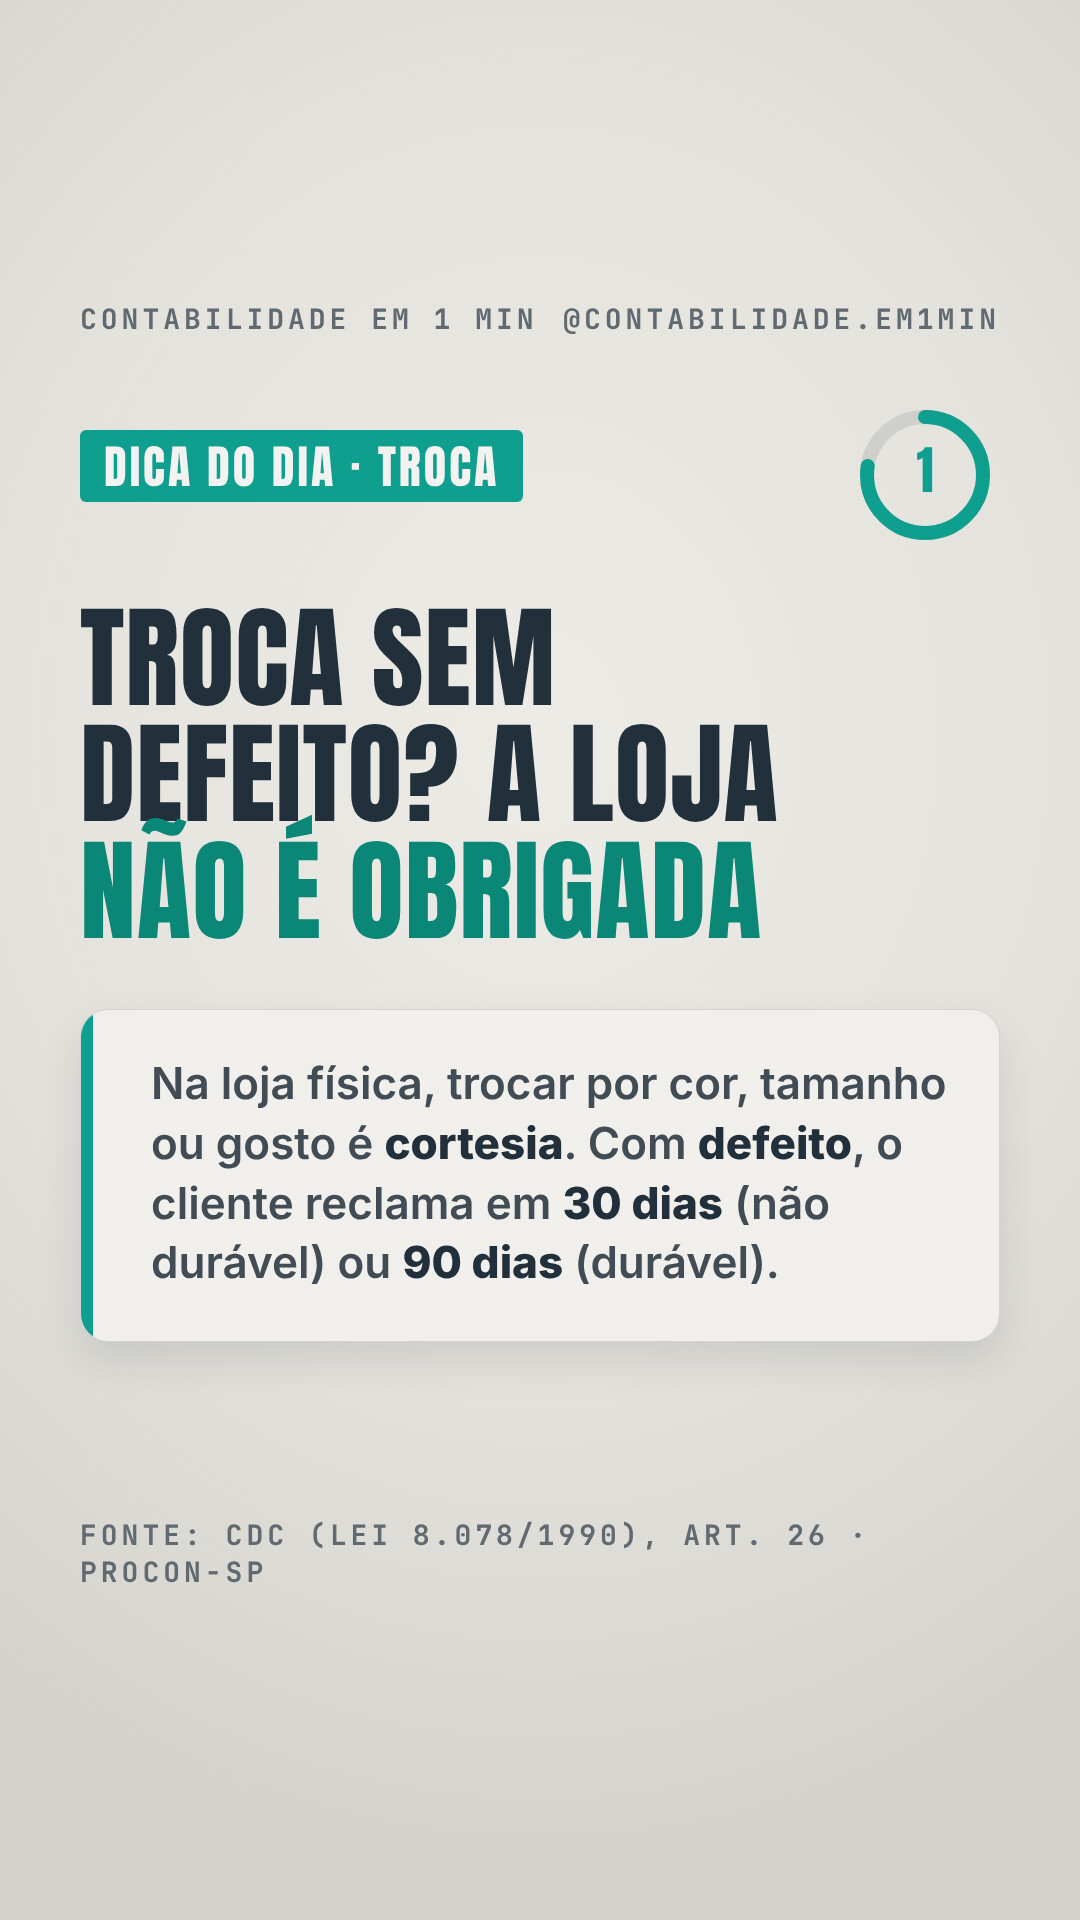 CONTABILIDADE EM 1 MIN @CONTABILIDADE.EM1MIN
DICA DO DIA · TROCA
1
TROCA SEM
DEFEITO? A LOJA
NÃO É OBRIGADA
Na loja física, trocar por cor, tamanho
ou gosto é cortesia. Com defeito, o
cliente reclama em 30 dias (não
durável) ou 90 dias (durável).
FONTE: CDC (LEI 8.078/1990), ART. 26 ·
PROCON-SP